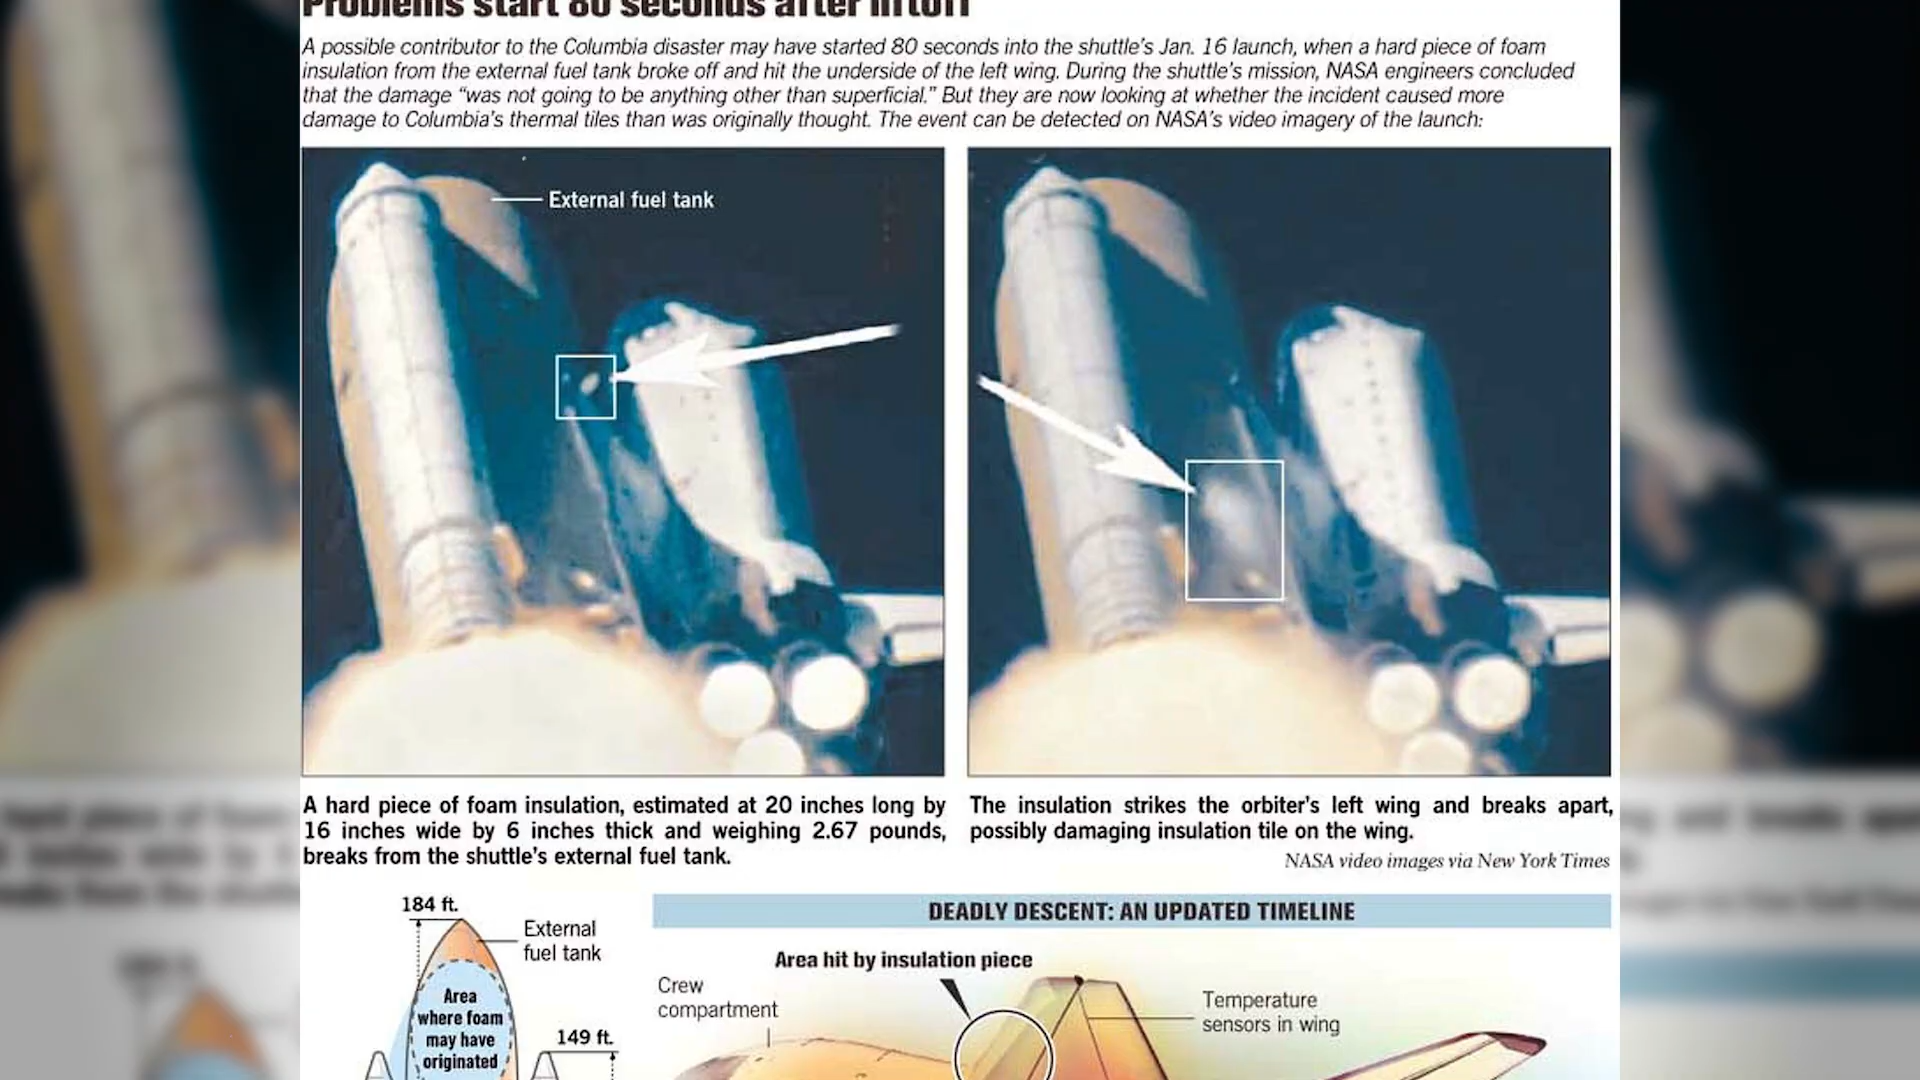 Problems start 80 seconds after liftoff
A possible contributor to the Columbia disaster may have started 80 seconds into the shuttle's Jan. 16 launch, when a hard piece of foam
insulation from the external fuel tank broke off and hit the underside of the left wing. During the shuttle's mission, NASA engineers concluded
that the damage “was not going to be anything other than superficial.” But they are now looking at whether the incident caused more
damage to Columbia's thermal tiles than was originally thought. The event can be detected on NASA's video imagery of the launch:
External fuel tank
A hard piece of foam insulation, estimated at 20 inches long by
16 inches wide by 6 inches thick and weighing 2.67 pounds,
breaks from the shuttle's external fuel tank.
The insulation strikes the orbiter's left wing and breaks apart,
possibly damaging insulation tile on the wing.
NASA video images via New York Times
184 ft.
External
fuel tank
Area
where foam
may have
originated
149 ft.
DEADLY DESCENT: AN UPDATED TIMELINE
Area hit by insulation piece
Crew
compartment
Temperature
sensors in wing